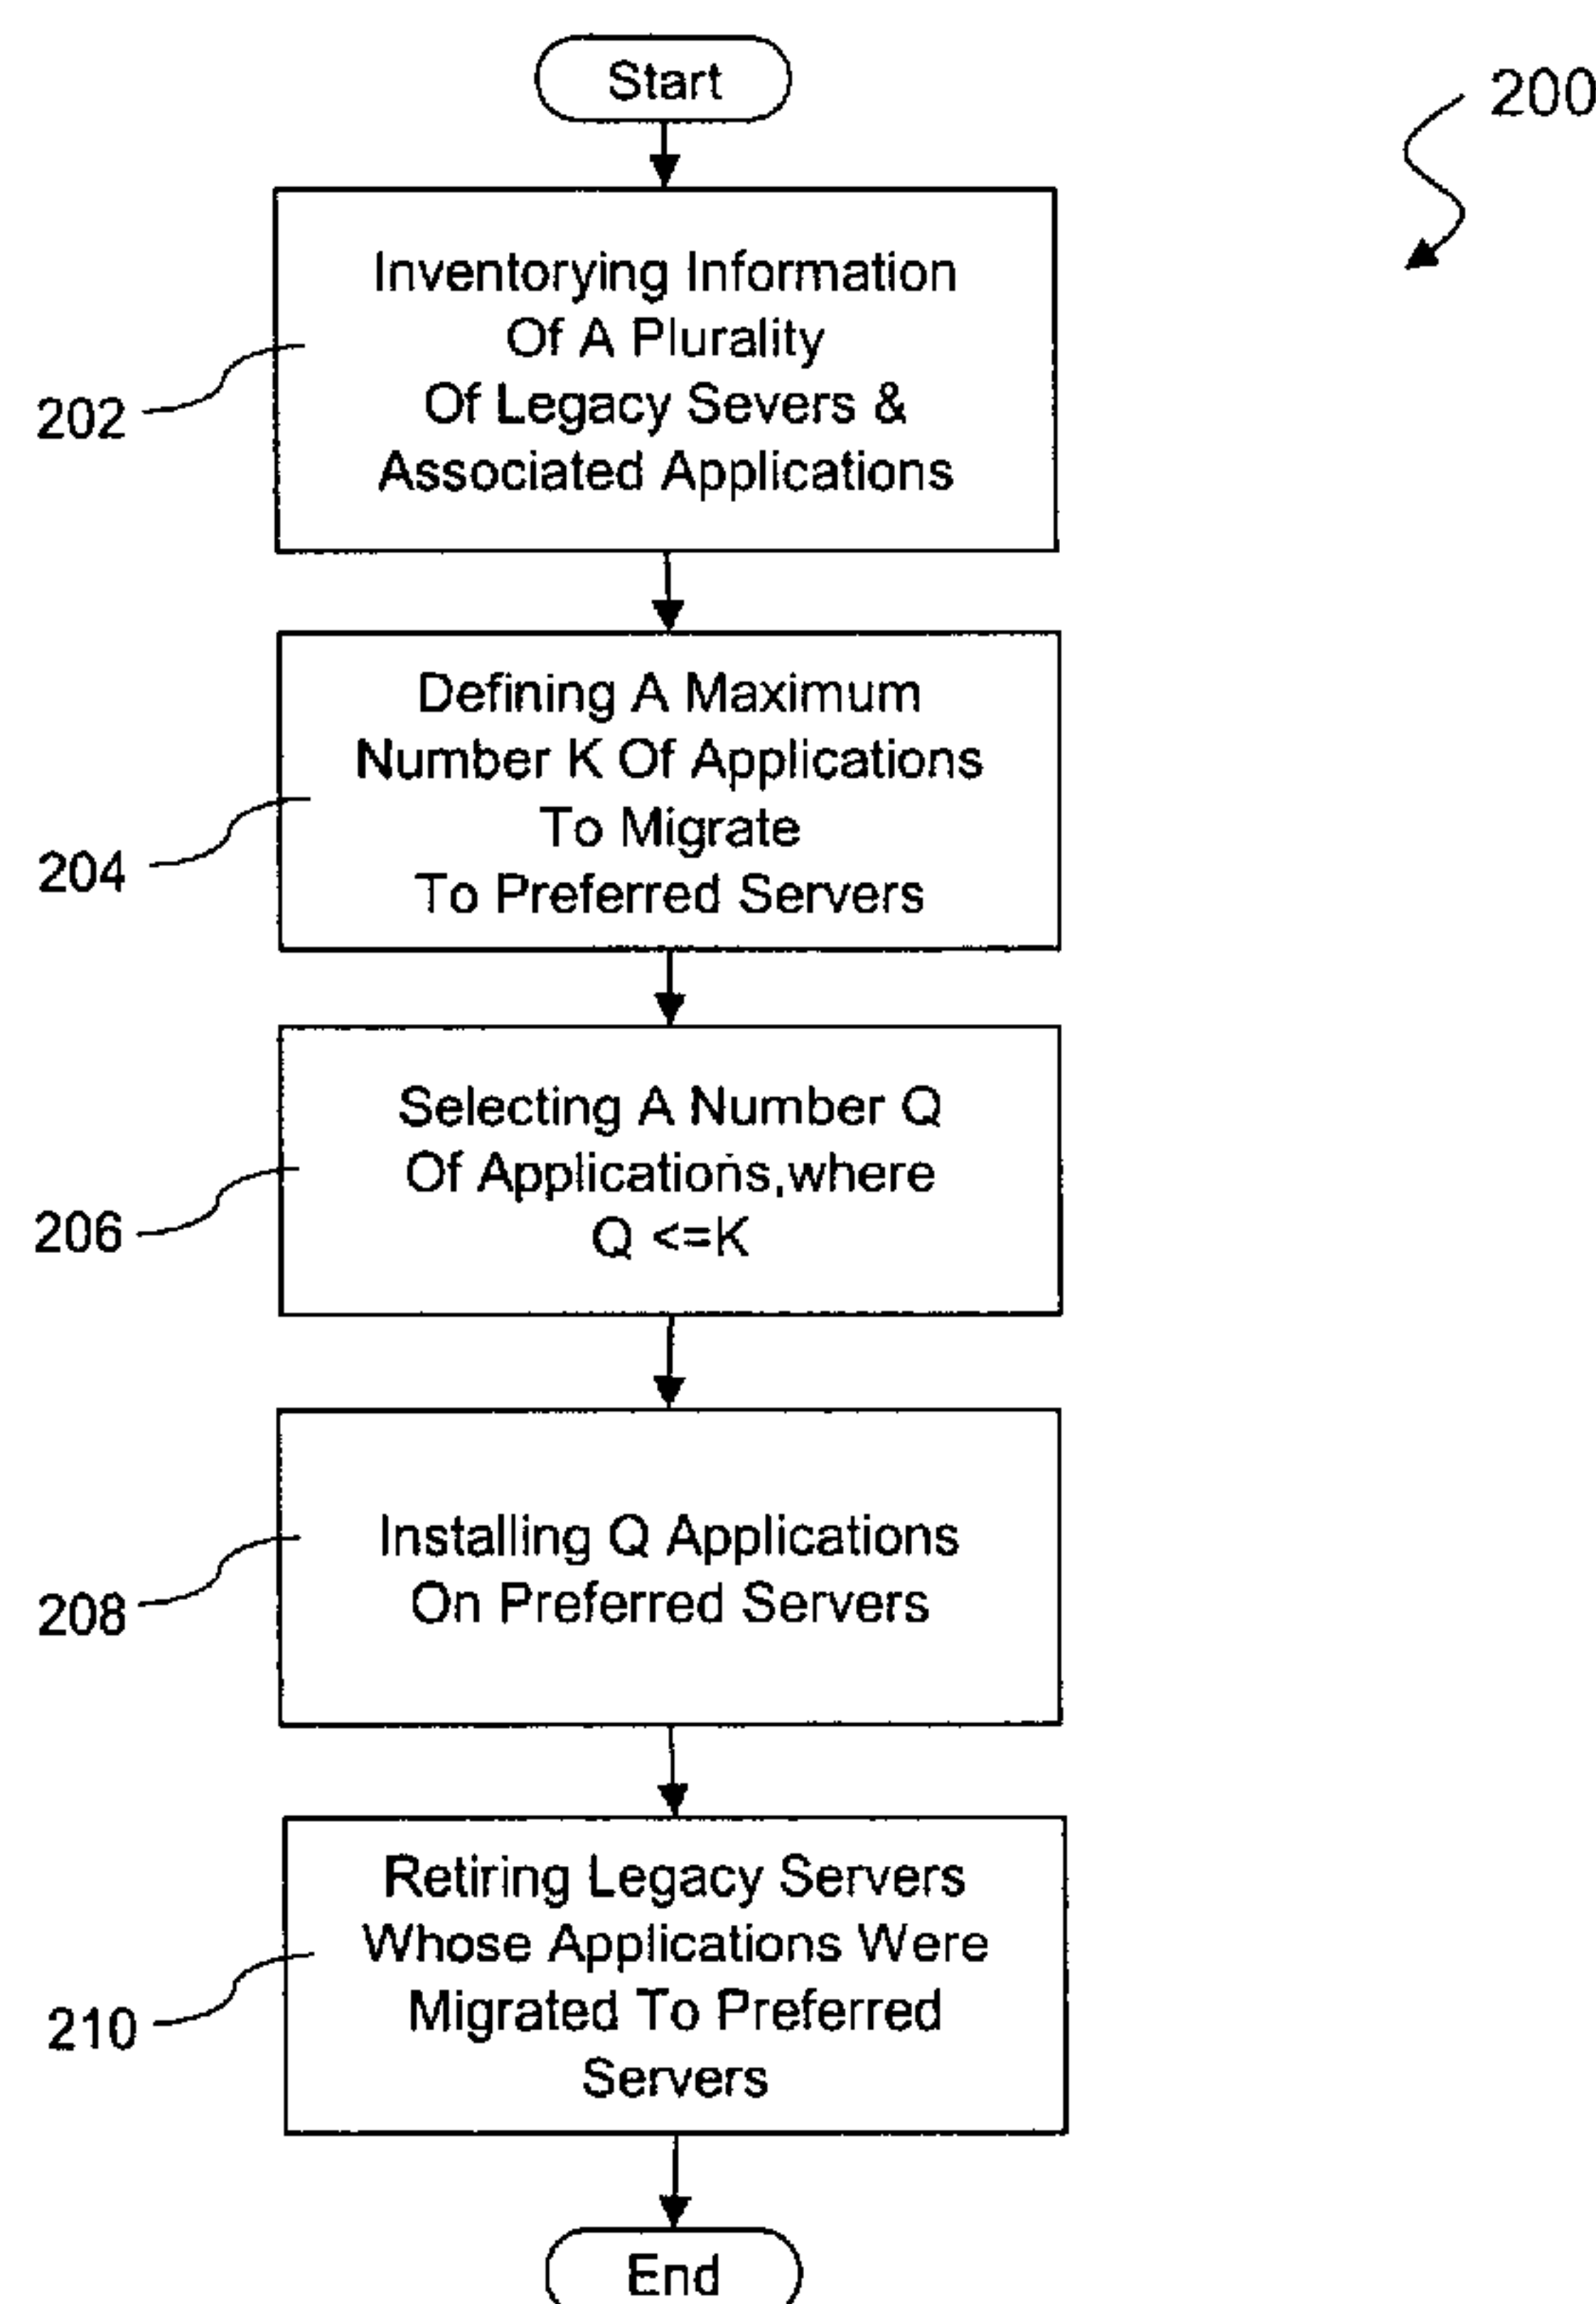 Start
200
Inventorying Information
Of A Plurality
Of Legacy Severs &
Associated Applications
202
Defining A Maximum
Number K Of Applications
To Migrate
To Preferred Servers
204
Selecting A Number Q
Of Applications,where
Q <=K
206
Installing Q Applications
On Preferred Servers
208
Retiring Legacy Servers
Whose Applications Were
Migrated To Preferred
Servers
210
End